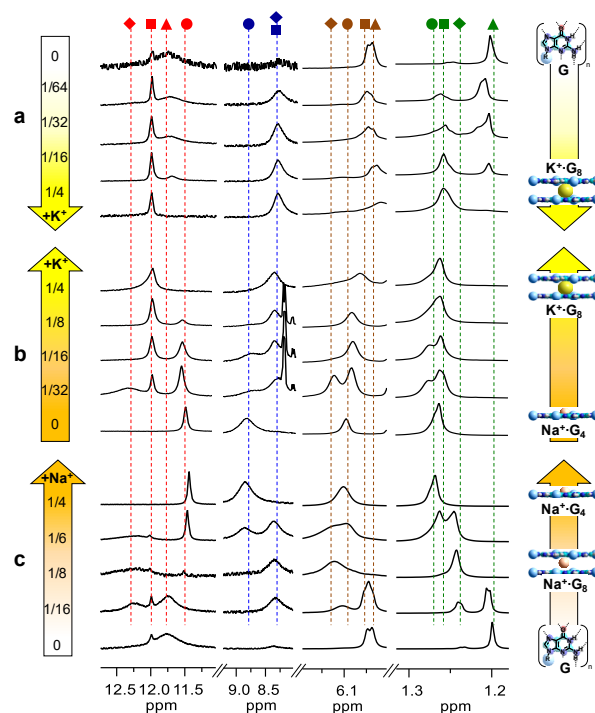 0
1/64
1/32
1/16
1/4
+K⁺
a
G
n
K⁺·G₈
+K⁺
1/4
1/8
1/16
1/32
0
b
K⁺·G₈
Na⁺·G₄
+Na⁺
1/4
1/6
1/8
1/16
0
c
Na⁺·G₄
Na⁺·G₈
G
n
12.5 12.0 11.5 9.0 8.5 6.1 1.3 1.2
ppm ppm ppm ppm